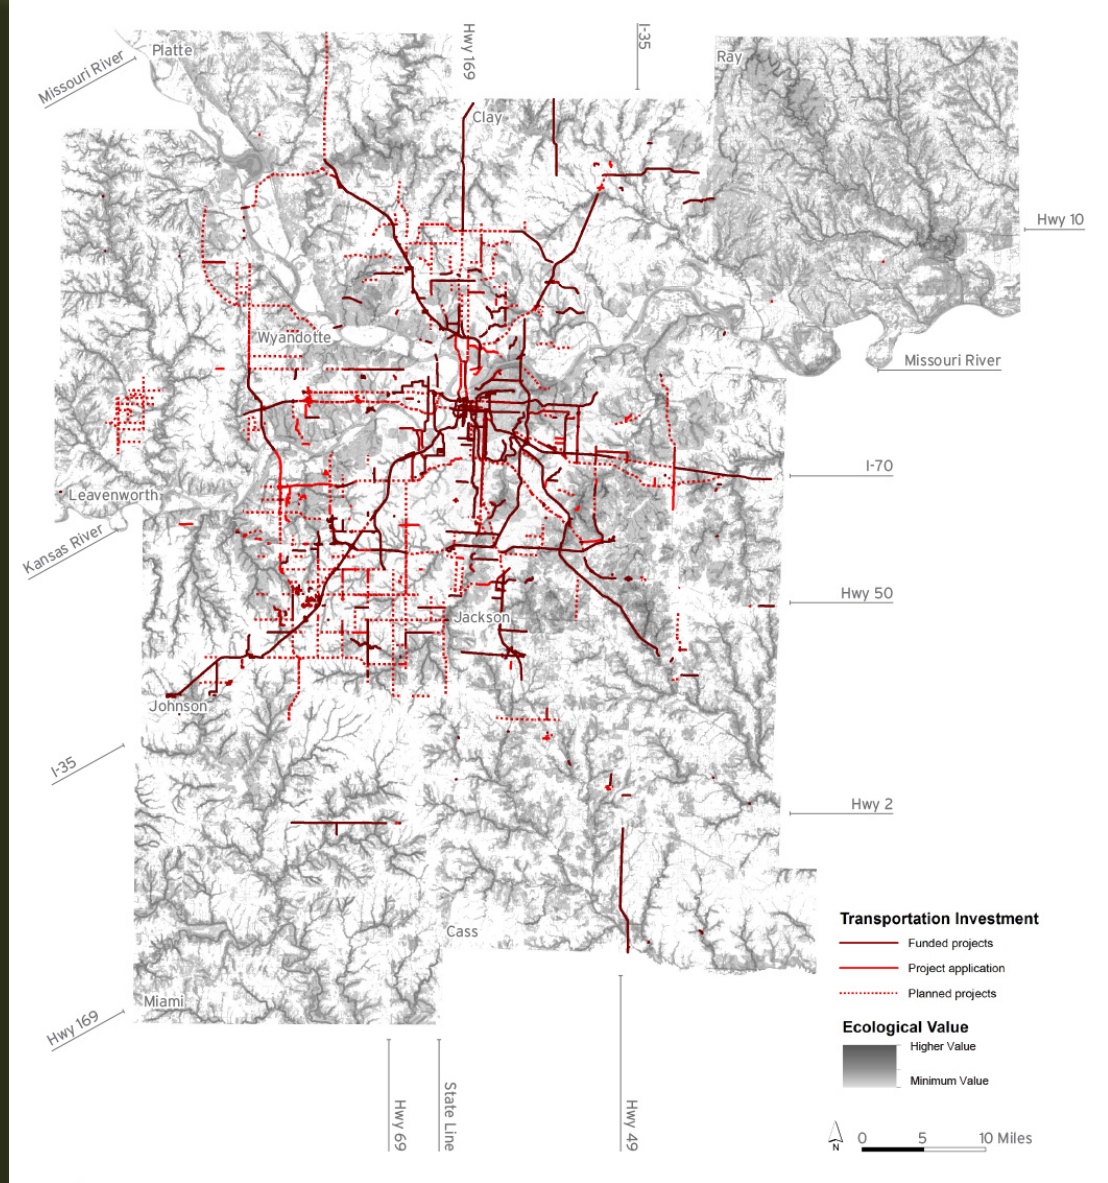 Hwy 169
I-35
Platte
Missouri River
Ray
Clay
Hwy 10
Wyandotte
Missouri River
I-70
Leavenworth
Kansas River
Hwy 50
Jackson
Johnson
I-35
Hwy 2
Cass
Miami
Hwy 169
Hwy 69
State Line
Hwy 49
Transportation Investment
Funded projects
Project application
Planned projects
Ecological Value
Higher Value
Minimum Value
N
0 5 10 Miles